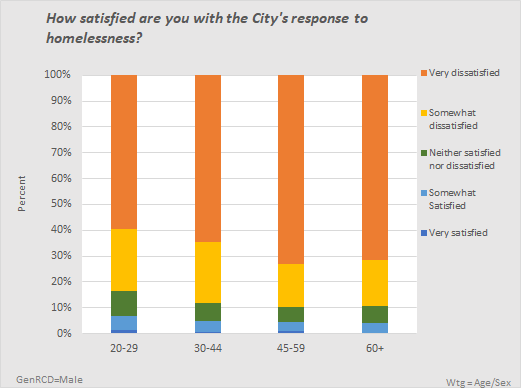 How satisfied are you with the City's response to
homelessness?
100%
90%
80%
70%
60%
50%
40%
30%
20%
10%
0%
Percent
20-29
30-44
45-59
60+
Very dissatisfied
Somewhat
dissatisfied
Neither satisfied
nor dissatisfied
Somewhat
Satisfied
Very satisfied
GenRCD=Male
Wtg = Age/Sex